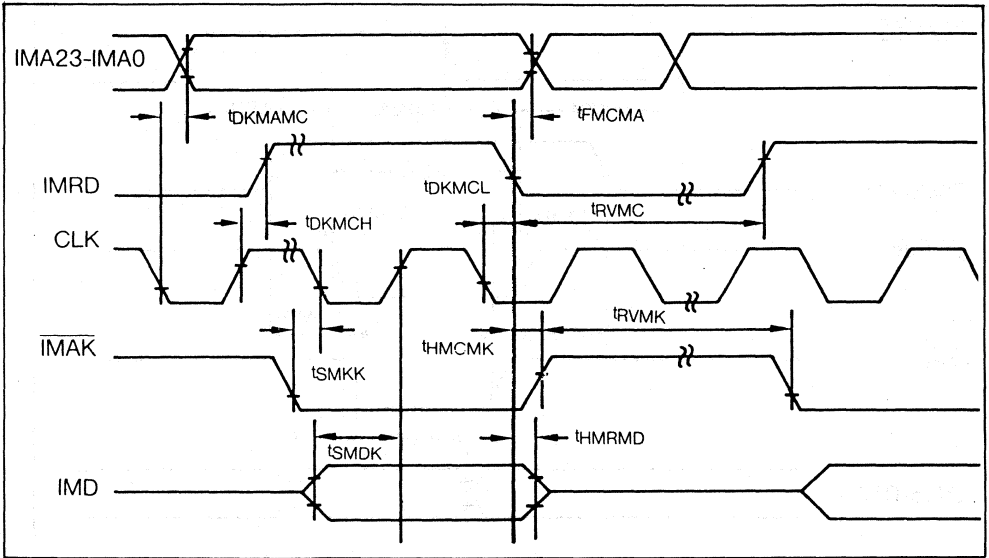 IMA23-IMA0
tDKMAMC
tFMCMA
IMRD
tDKMCL
tRVMC
tDKMCH
CLK
tRVMK
IMAK
tHMCMK
tSMKK
tHMRMD
tSMDK
IMD